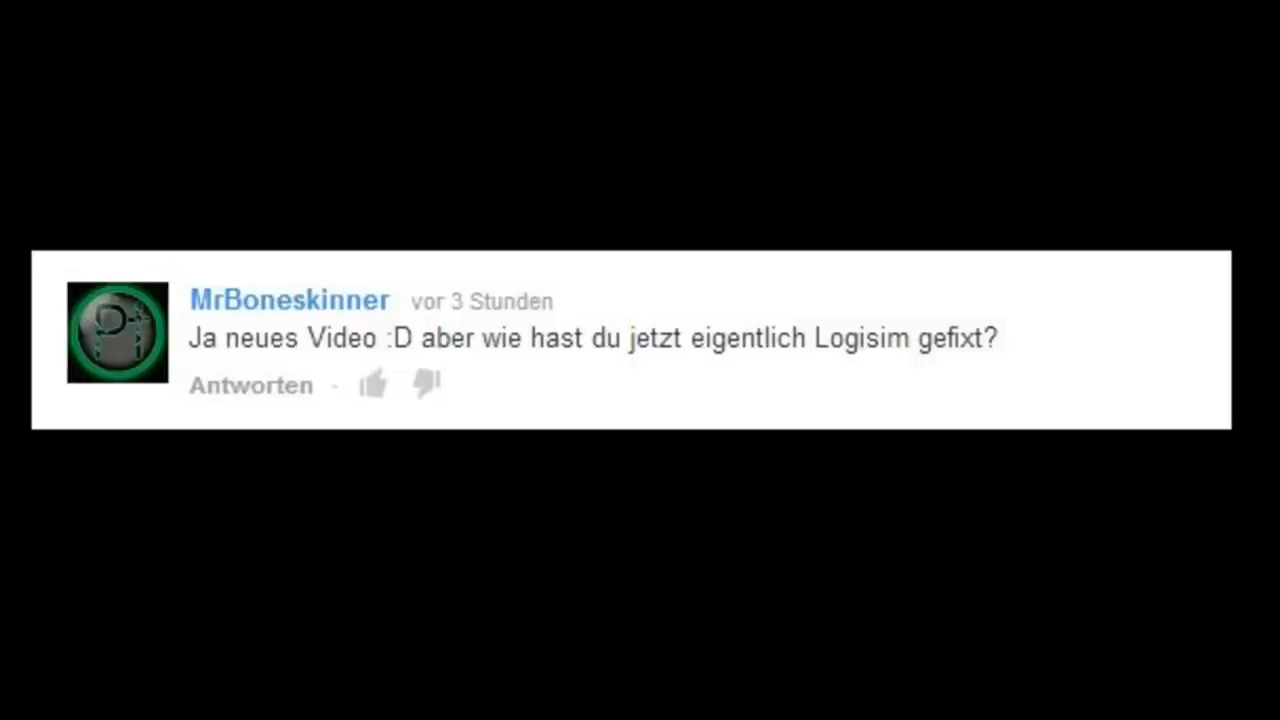 MrBoneskinner vor 3 Stunden
Ja neues Video :D aber wie hast du jetzt eigentlich Logisim gefixt?
Antworten -